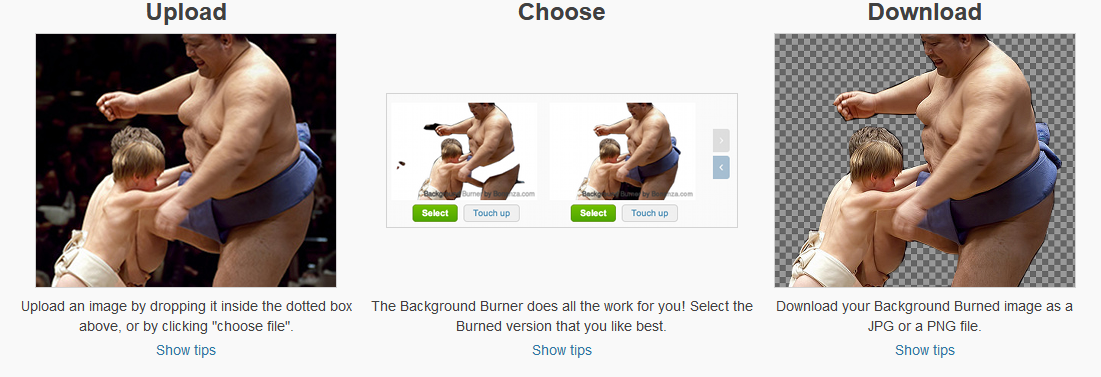 Upload
Choose
Download
Background Burner by Bonanza.com
Background Burner by Bonanza.com
Select
Touch up
Select
Touch up
Upload an image by dropping it inside the dotted box
above, or by clicking "choose file".
Show tips
The Background Burner does all the work for you! Select the
Burned version that you like best.
Show tips
Download your Background Burned image as a
JPG or a PNG file.
Show tips